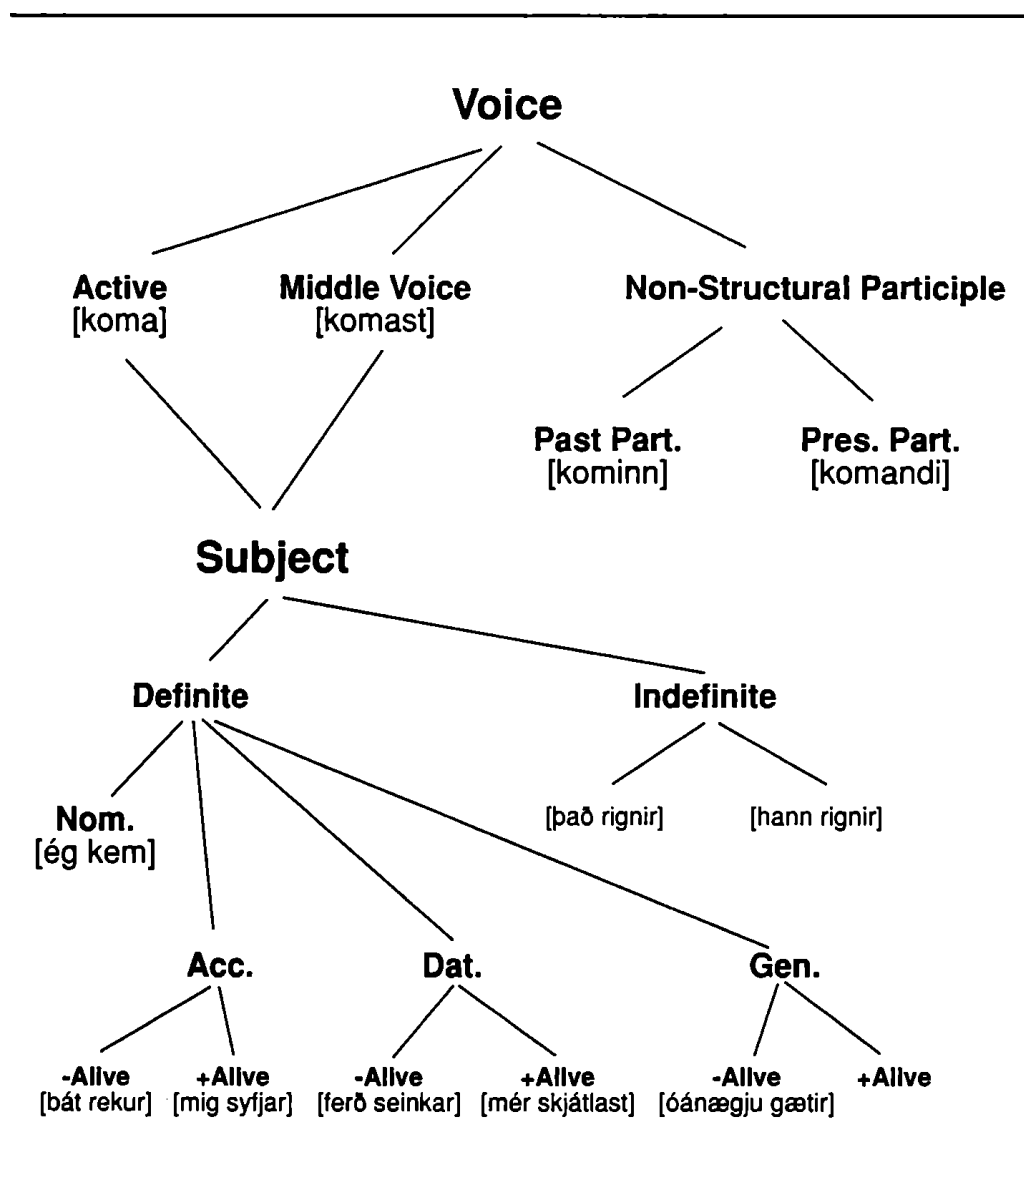 Voice
Active Middle Voice Non-Structural Participle
[koma] [komast]
Past Part. Pres. Part.
[kominn] [komandi]
Subject
Definite Indefinite
Nom. [það rignir] [hann rignir]
[ég kem]
Acc. Dat. Gen.
-Alive +Alive -Alive +Alive -Alive +Alive
[bát rekur] [mig syfjar] [ferð seinkar] [mér skjátlast] [óánægju gætir]